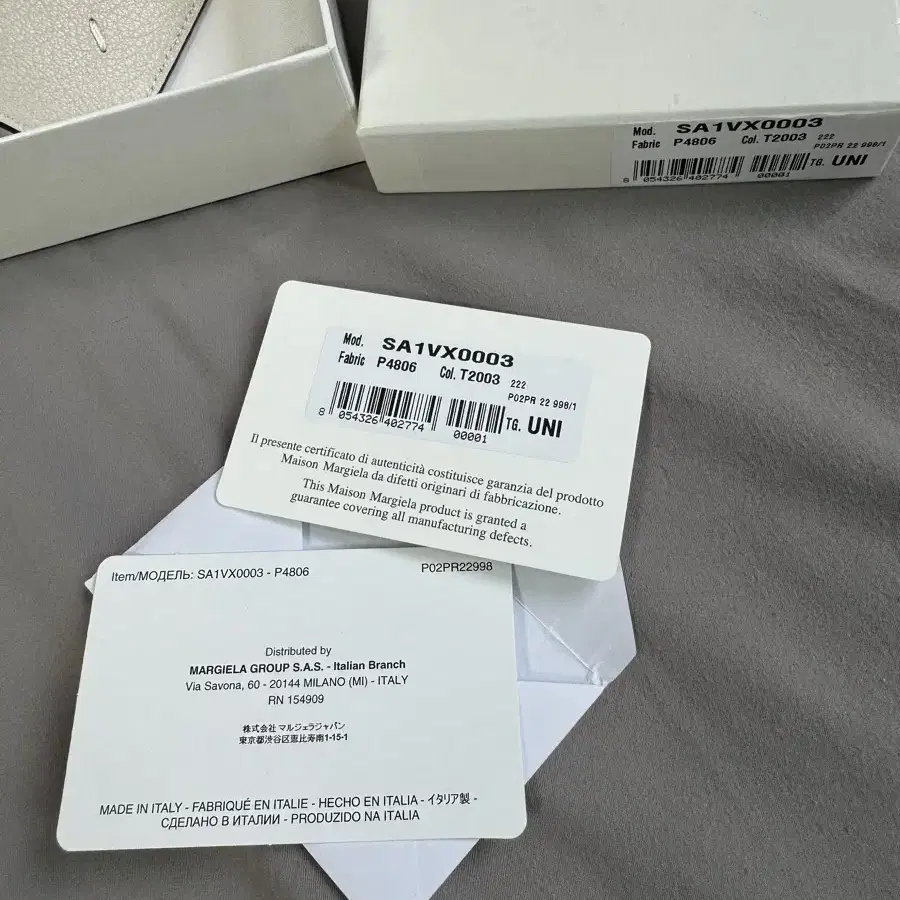 Mod. SA1VX0003
Fabric P4806 Col. T2003 222
P02PR 22 998/1
8 054326 402774 00001 TG. UNI
Mod. SA1VX0003
Fabric P4806 Col. T2003 222
P02PR 22 998/1
8 054326 402774 00001 TG. UNI
Il presente certificato di autenticità costituisce garanzia del prodotto
Maison Margiela da difetti originari di fabbricazione.
This Maison Margiela product is granted a
guarantee covering all manufacturing defects.
Item/МОДЕЛЬ: SA1VX0003 - P4806 P02PR22998
Distributed by
MARGIELA GROUP S.A.S. - Italian Branch
Via Savona, 60 - 20144 MILANO (MI) - ITALY
RN 154909
株式会社 マルジェラジャパン
東京都渋谷区恵比寿南1-15-1
MADE IN ITALY - FABRIQUÉ EN ITALIE - HECHO EN ITALIA - イタリア製 -
СДЕЛАНО В ИТАЛИИ - PRODUZIDO NA ITALIA